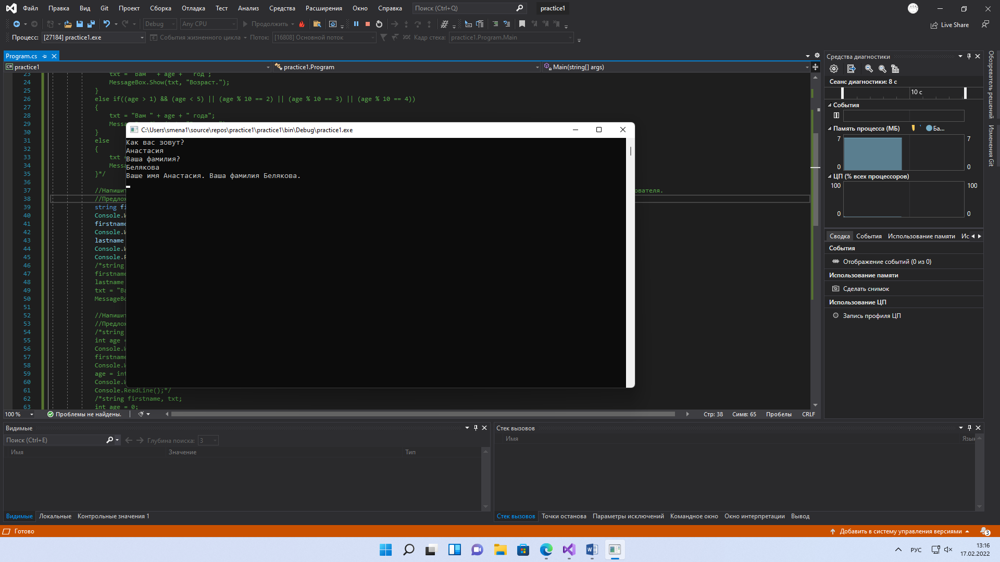 Файл Правка Вид Git Проект Сборка Отладка Тест Анализ Средства Расширения Окно Справка Поиск (Ctrl+Q) practice1
Debug Any CPU Продолжить Live Share
Процесс: [27184] practice1.exe События жизненного цикла Поток: [16808] Основной поток Кадр стека: practice1.Program.Main
Program.cs
C# practice1 practice1.Program Main(string[] args)
23 txt = "Вам " + age + " год";
24 MessageBox.Show(txt, "Возраст.");
25 }
26 else if((age > 1) && (age < 5) || (age % 10 == 2) || (age % 10 == 3) || (age % 10 == 4))
27 {
28 txt = "Вам " + age + " года";
29 Mes
30 }
31 else
32 {
33 txt =
34 Messa
35 }*/
36
37 //Напишит ователя.
38 //Предлож
39 string fi
40 Console.W
41 firstname
42 Console.W
43 lastname
44 Console.W
45 Console.R
46 /*string
47 firstname
48 lastname
49 txt = "Ва
50 MessageBo
51
52 //Напишит
53 //Предлож
54 /*string
55 int age =
56 Console.W
57 firstname
58 Console.W
59 age = int
60 Console.W
61 Console.ReadLine();*/
62 /*string firstname, txt;
63 int age = 0;
C:\Users\smena1\source\repos\practice1\practice1\bin\Debug\practice1.exe
Как вас зовут?
Анастасия
Ваша фамилия?
Белякова
Ваше имя Анастасия. Ваша фамилия Белякова.
100 % Проблемы не найдены. Стр: 38 Симв: 65 Пробелы CRLF
Средства диагностики
Сеанс диагностики: 8 с
10 с
События
Память процесса (МБ) Ба...
7 7
0 0
ЦП (% всех процессоров)
100 100
0 0
Сводка События Использование памяти Ис
События
Отображение событий (0 из 0)
Использование памяти
Сделать снимок
Использование ЦП
Запись профиля ЦП
Обозреватель решений
Изменения Git
Видимые
Поиск (Ctrl+E) Глубина поиска: 3
Имя Значение Тип
Видимые Локальные Контрольные значения 1
Стек вызовов
Имя Язык
Стек вызовов Точки останова Параметры исключений Командное окно Окно интерпретации Вывод
Готово Добавить в систему управления версиями 3
РУС 13:16
17.02.2022